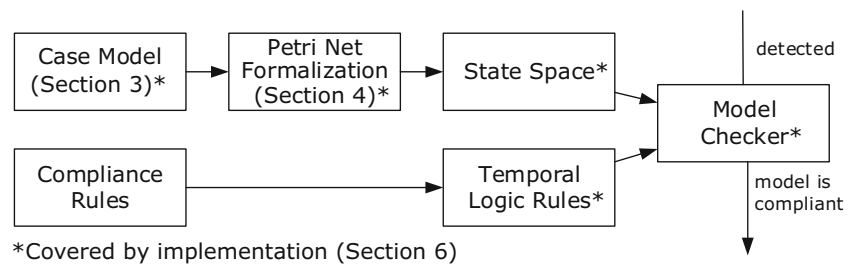 Case Model
(Section 3)*
Petri Net
Formalization
(Section 4)*
State Space*
detected
Model
Checker*
Compliance
Rules
Temporal
Logic Rules*
model is
compliant
*Covered by implementation (Section 6)